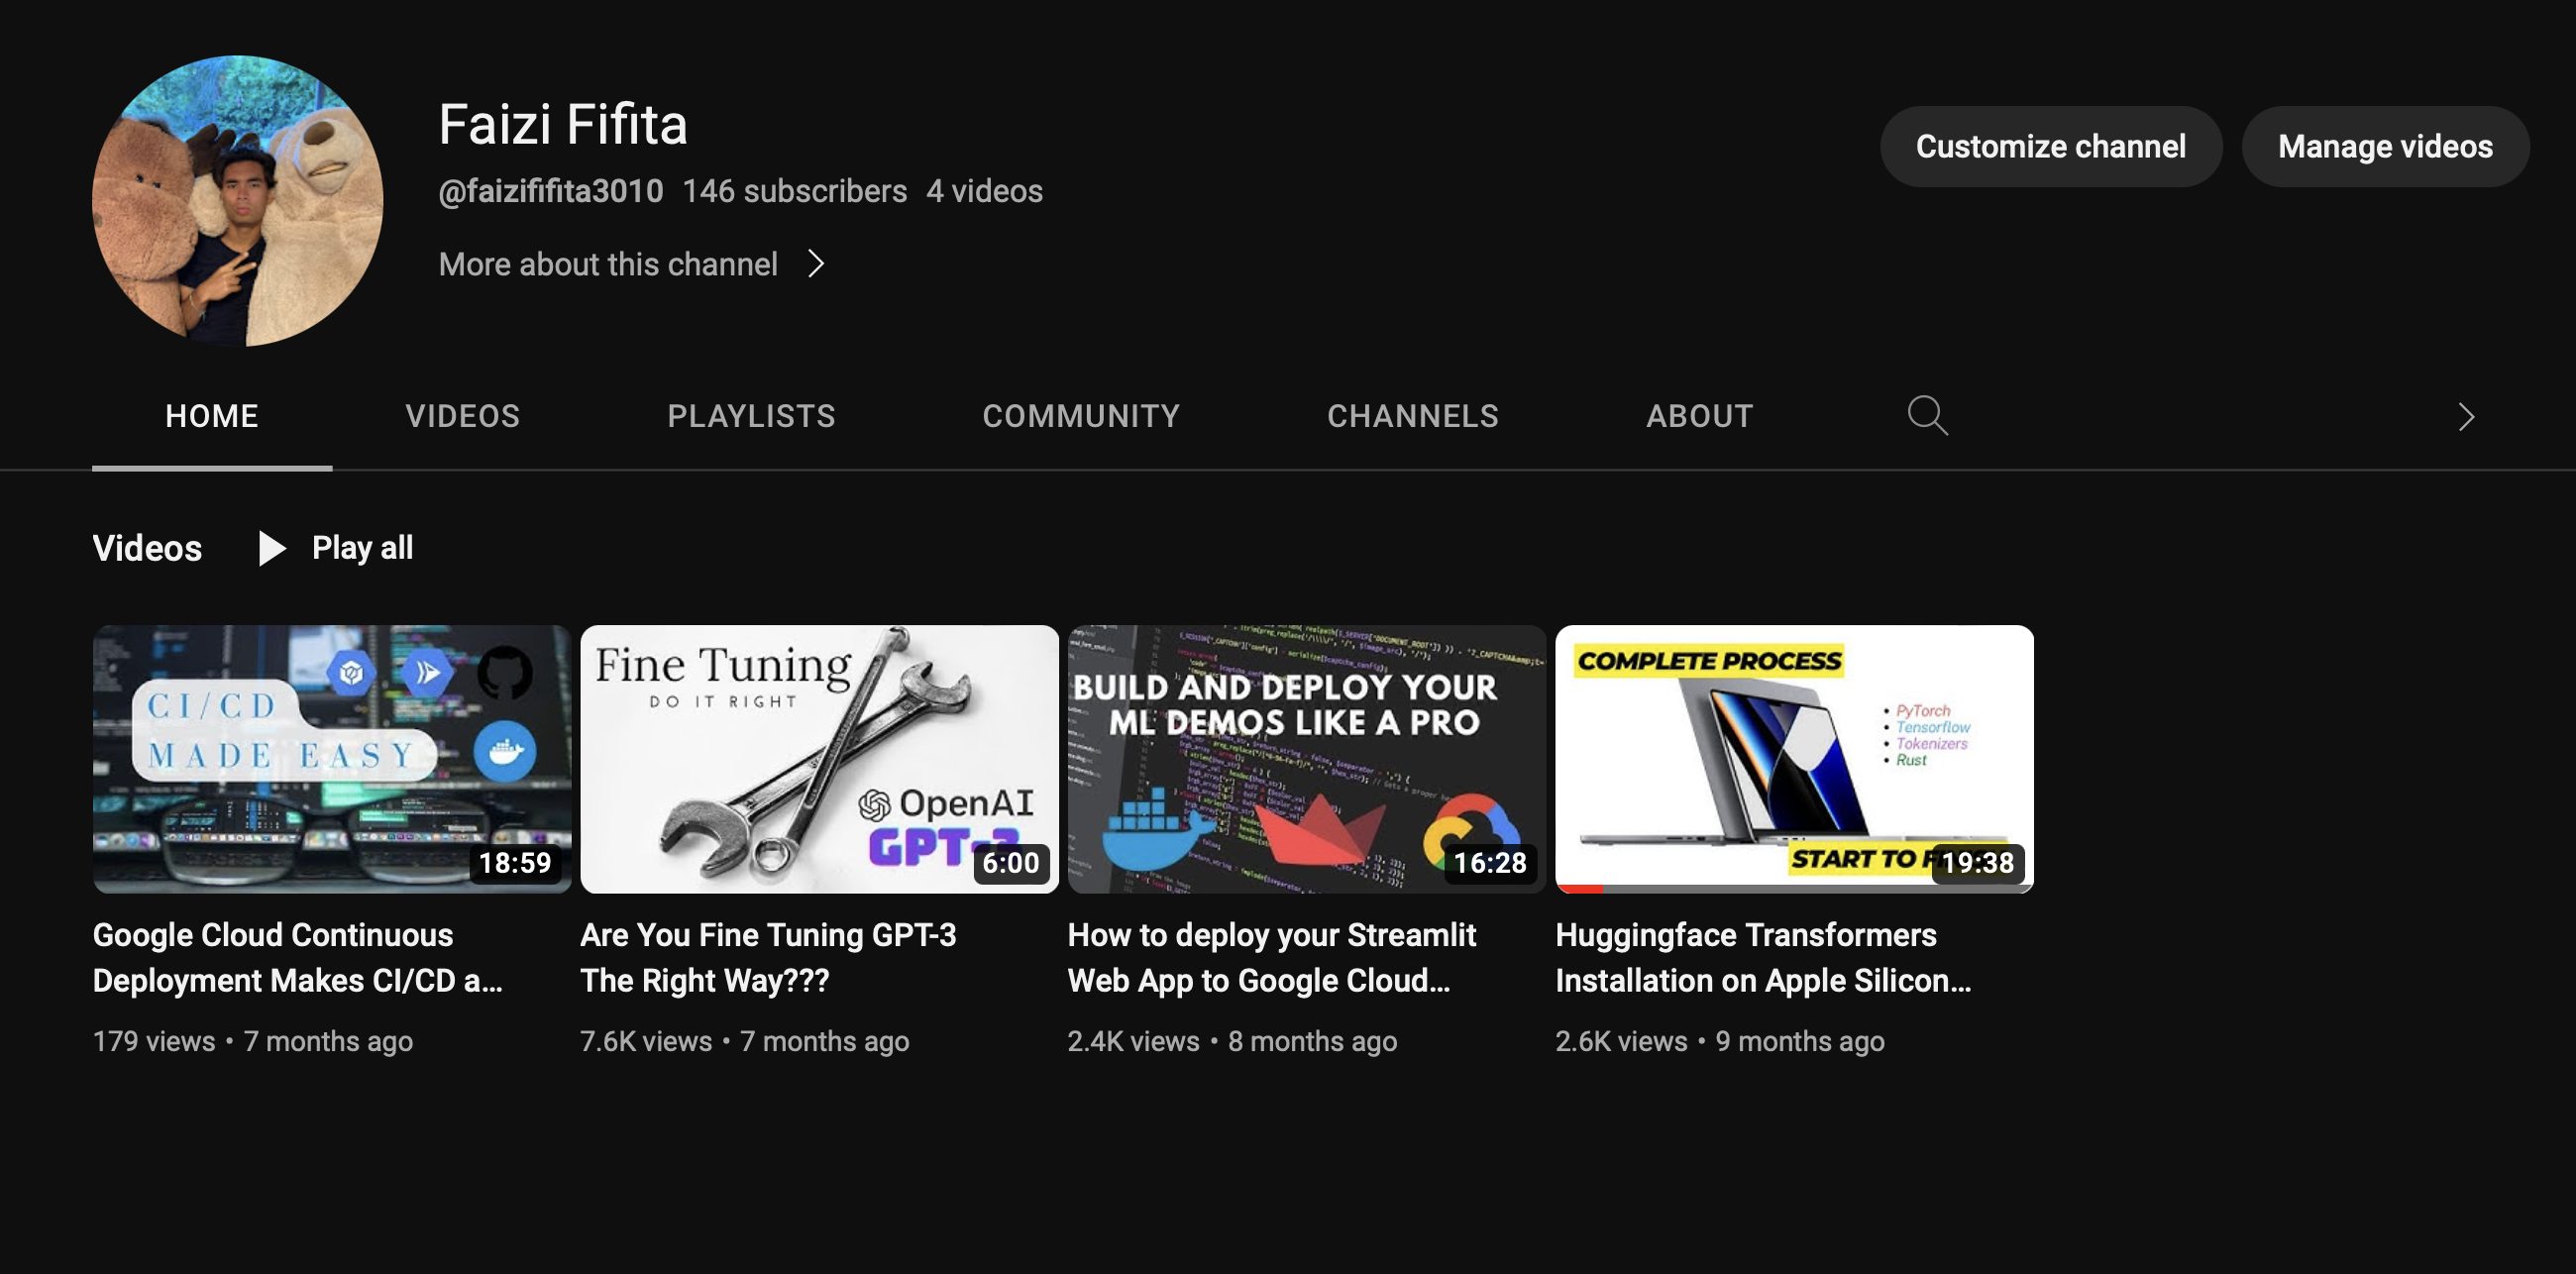 Faizi Fifita
@faizififita3010 146 subscribers 4 videos
More about this channel
Customize channel
Manage videos
HOME VIDEOS PLAYLISTS COMMUNITY CHANNELS ABOUT
Videos Play all
CI/CD
MADE EASY
18:59
Fine Tuning
DO IT RIGHT
OpenAI
GPT-3
6:00
BUILD AND DEPLOY YOUR
ML DEMOS LIKE A PRO
16:28
COMPLETE PROCESS
• PyTorch
• Tensorflow
• Tokenizers
• Rust
START TO
19:38
Google Cloud Continuous
Deployment Makes CI/CD a...
179 views • 7 months ago
Are You Fine Tuning GPT-3
The Right Way???
7.6K views • 7 months ago
How to deploy your Streamlit
Web App to Google Cloud...
2.4K views • 8 months ago
Huggingface Transformers
Installation on Apple Silicon...
2.6K views • 9 months ago